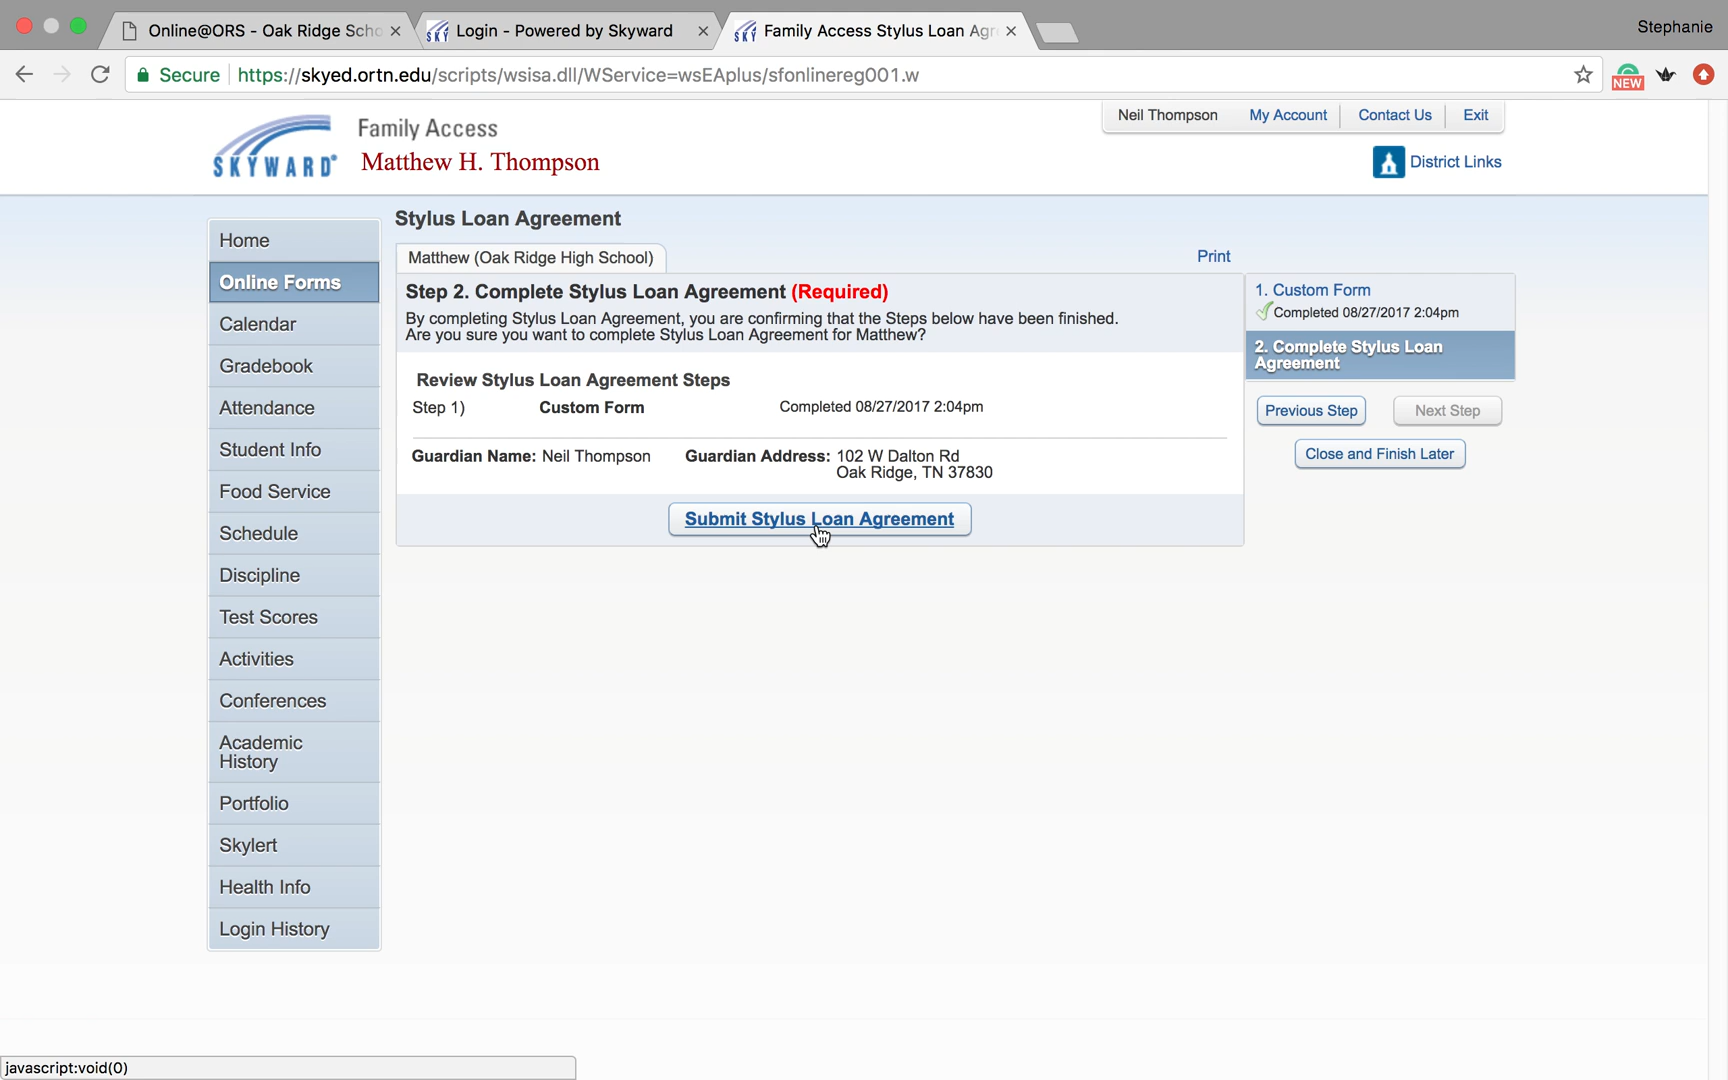 Online@ORS - Oak Ridge Scho
Login - Powered by Skyward
Family Access Stylus Loan Agr
Stephanie
Secure
https://skyed.ortn.edu/scripts/wsisa.dll/WService=wsEAplus/sfonlinereg001.w
NEW
SKYWARD®
Family Access
Matthew H. Thompson
Neil Thompson
My Account
Contact Us
Exit
District Links
Home
Online Forms
Calendar
Gradebook
Attendance
Student Info
Food Service
Schedule
Discipline
Test Scores
Activities
Conferences
Academic
History
Portfolio
Skylert
Health Info
Login History
Stylus Loan Agreement
Matthew (Oak Ridge High School)
Print
Step 2. Complete Stylus Loan Agreement (Required)
By completing Stylus Loan Agreement, you are confirming that the Steps below have been finished.
Are you sure you want to complete Stylus Loan Agreement for Matthew?
Review Stylus Loan Agreement Steps
Step 1) Custom Form Completed 08/27/2017 2:04pm
Guardian Name: Neil Thompson Guardian Address: 102 W Dalton Rd
Oak Ridge, TN 37830
Submit Stylus Loan Agreement
1. Custom Form
Completed 08/27/2017 2:04pm
2. Complete Stylus Loan
Agreement
Previous Step
Next Step
Close and Finish Later
javascript:void(0)